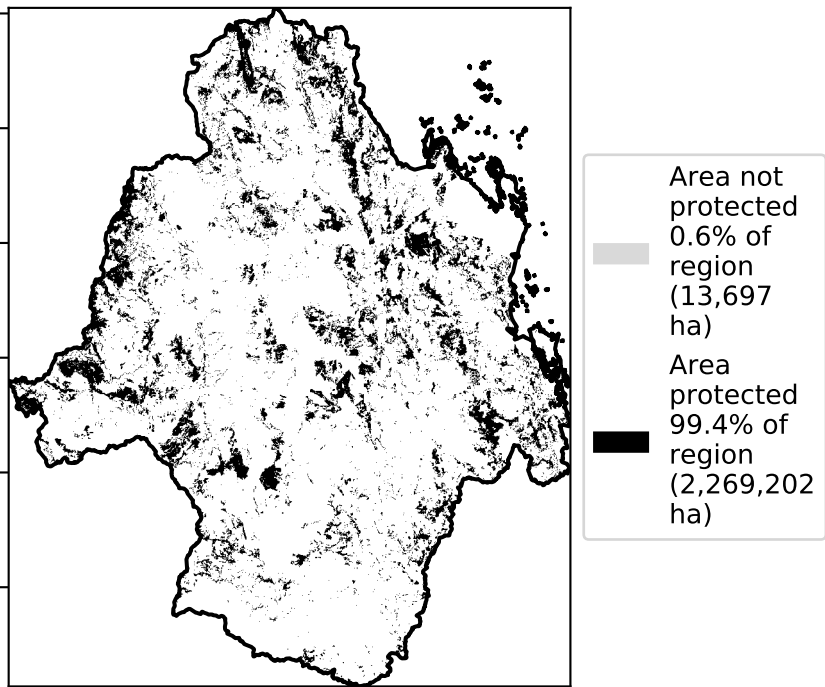 Area not
protected
0.6% of
region
(13,697
ha)
Area
protected
99.4% of
region
(2,269,202
ha)